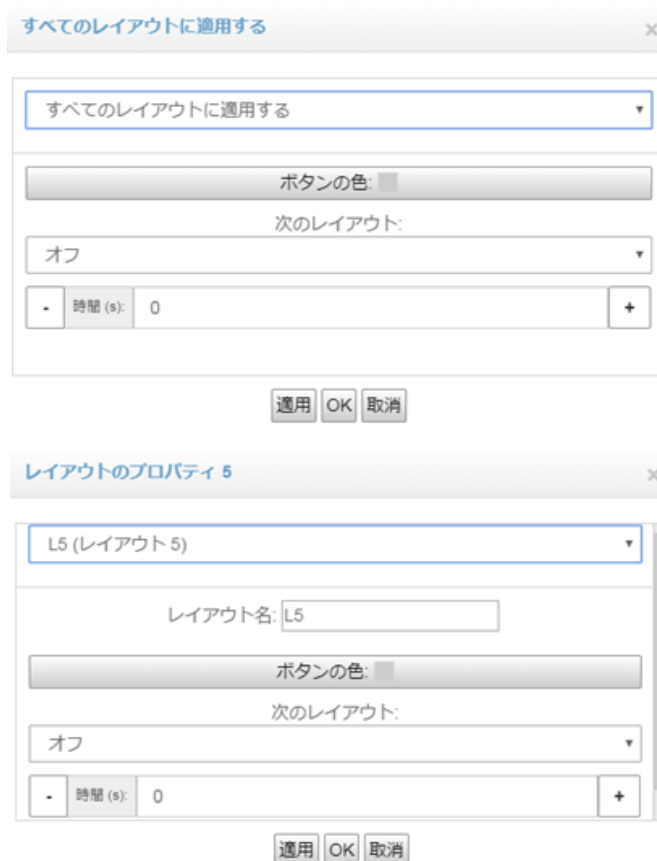 すべてのレイアウトに適用する
×
すべてのレイアウトに適用する
ボタンの色:
次のレイアウト:
オフ
- 時間 (s): 0 +
適用 OK 取消
レイアウトのプロパティ 5
×
L5 (レイアウト 5)
レイアウト名: L5
ボタンの色:
次のレイアウト:
オフ
- 時間 (s): 0 +
適用 OK 取消